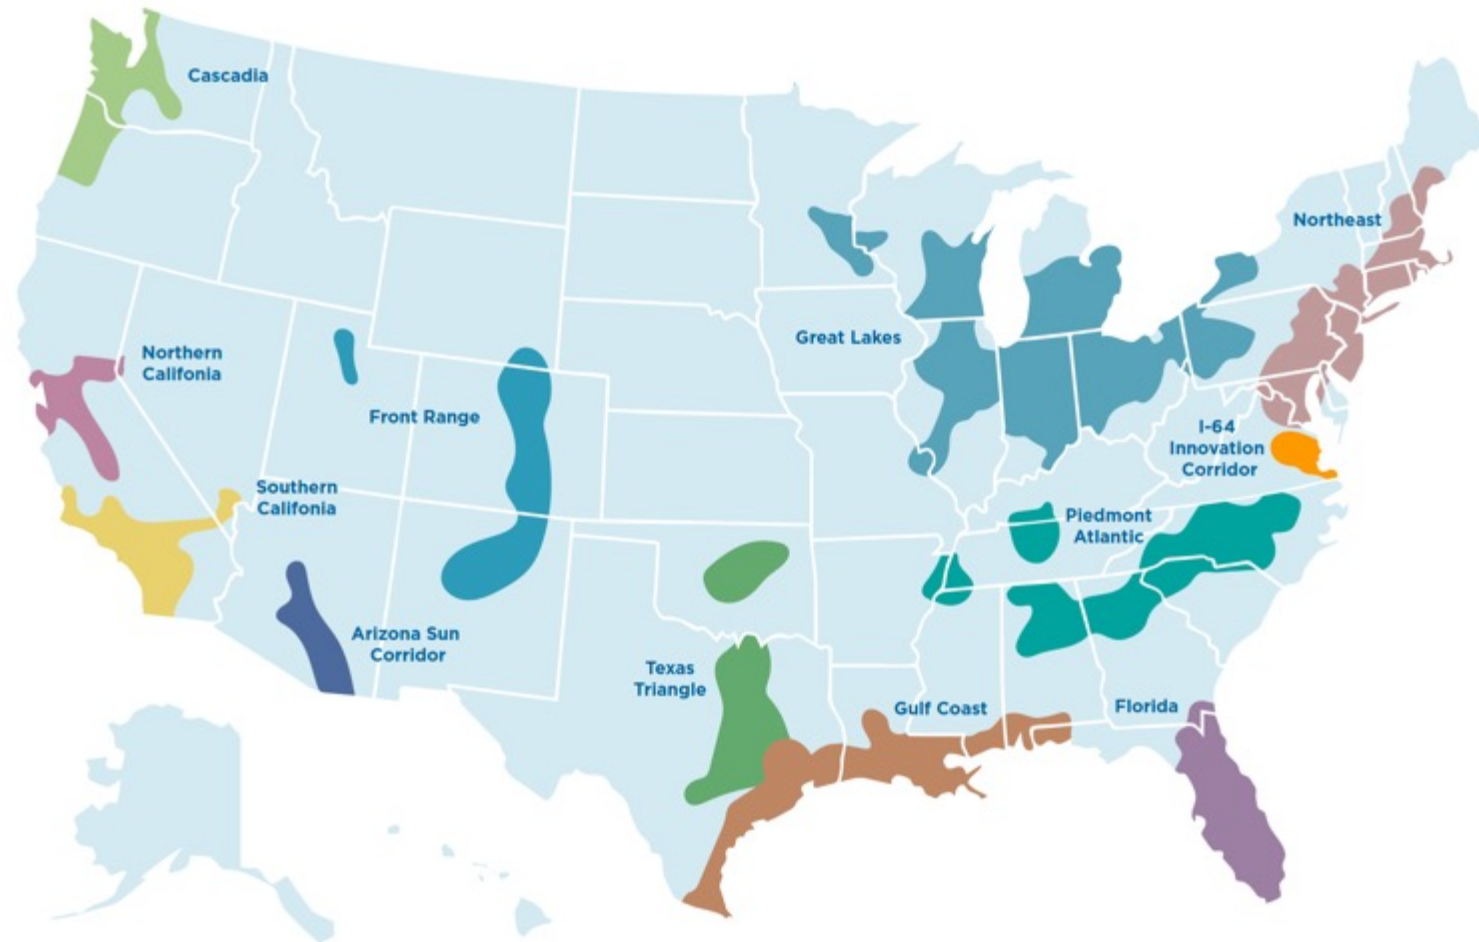 Cascadia
Northeast
Northern
Califonia
Great Lakes
Front Range
I-64
Innovation
Corridor
Southern
Califonia
Piedmont
Atlantic
Arizona Sun
Corridor
Texas
Triangle
Gulf Coast
Florida